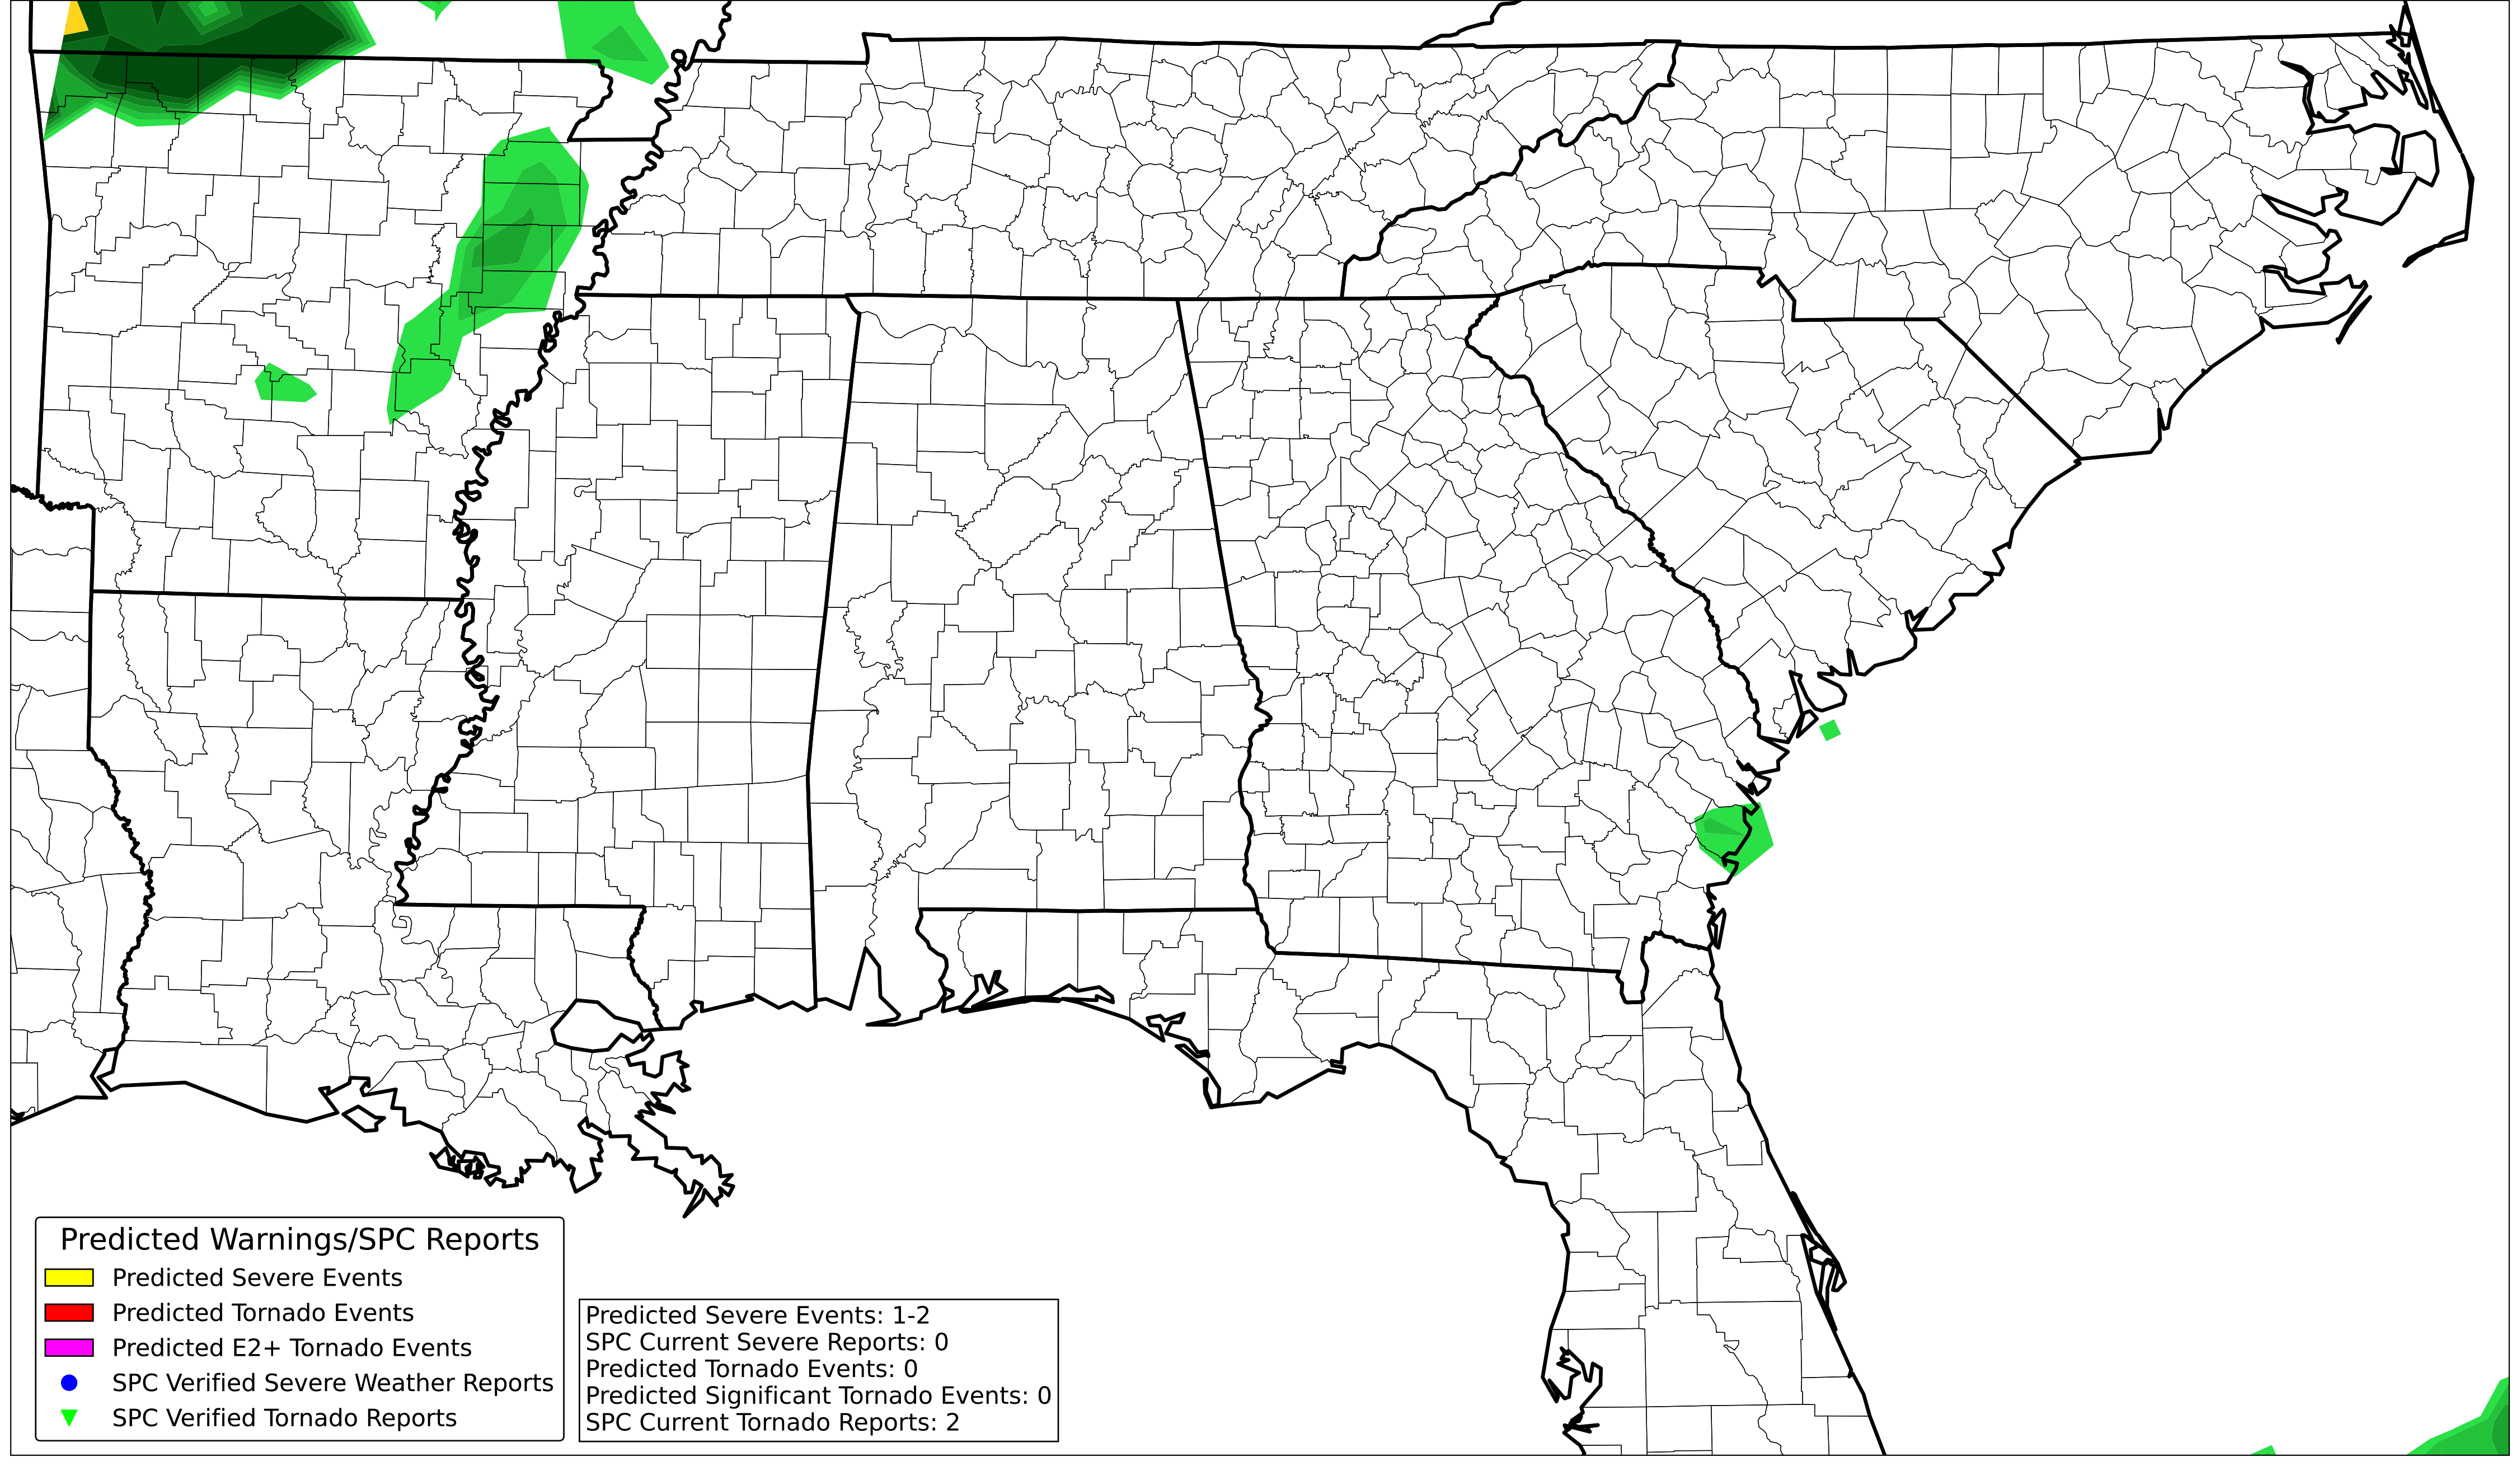 Predicted Warnings/SPC Reports
Predicted Severe Events
Predicted Tornado Events
Predicted E2+ Tornado Events
SPC Verified Severe Weather Reports
SPC Verified Tornado Reports
Predicted Severe Events: 1-2
SPC Current Severe Reports: 0
Predicted Tornado Events: 0
Predicted Significant Tornado Events: 0
SPC Current Tornado Reports: 2